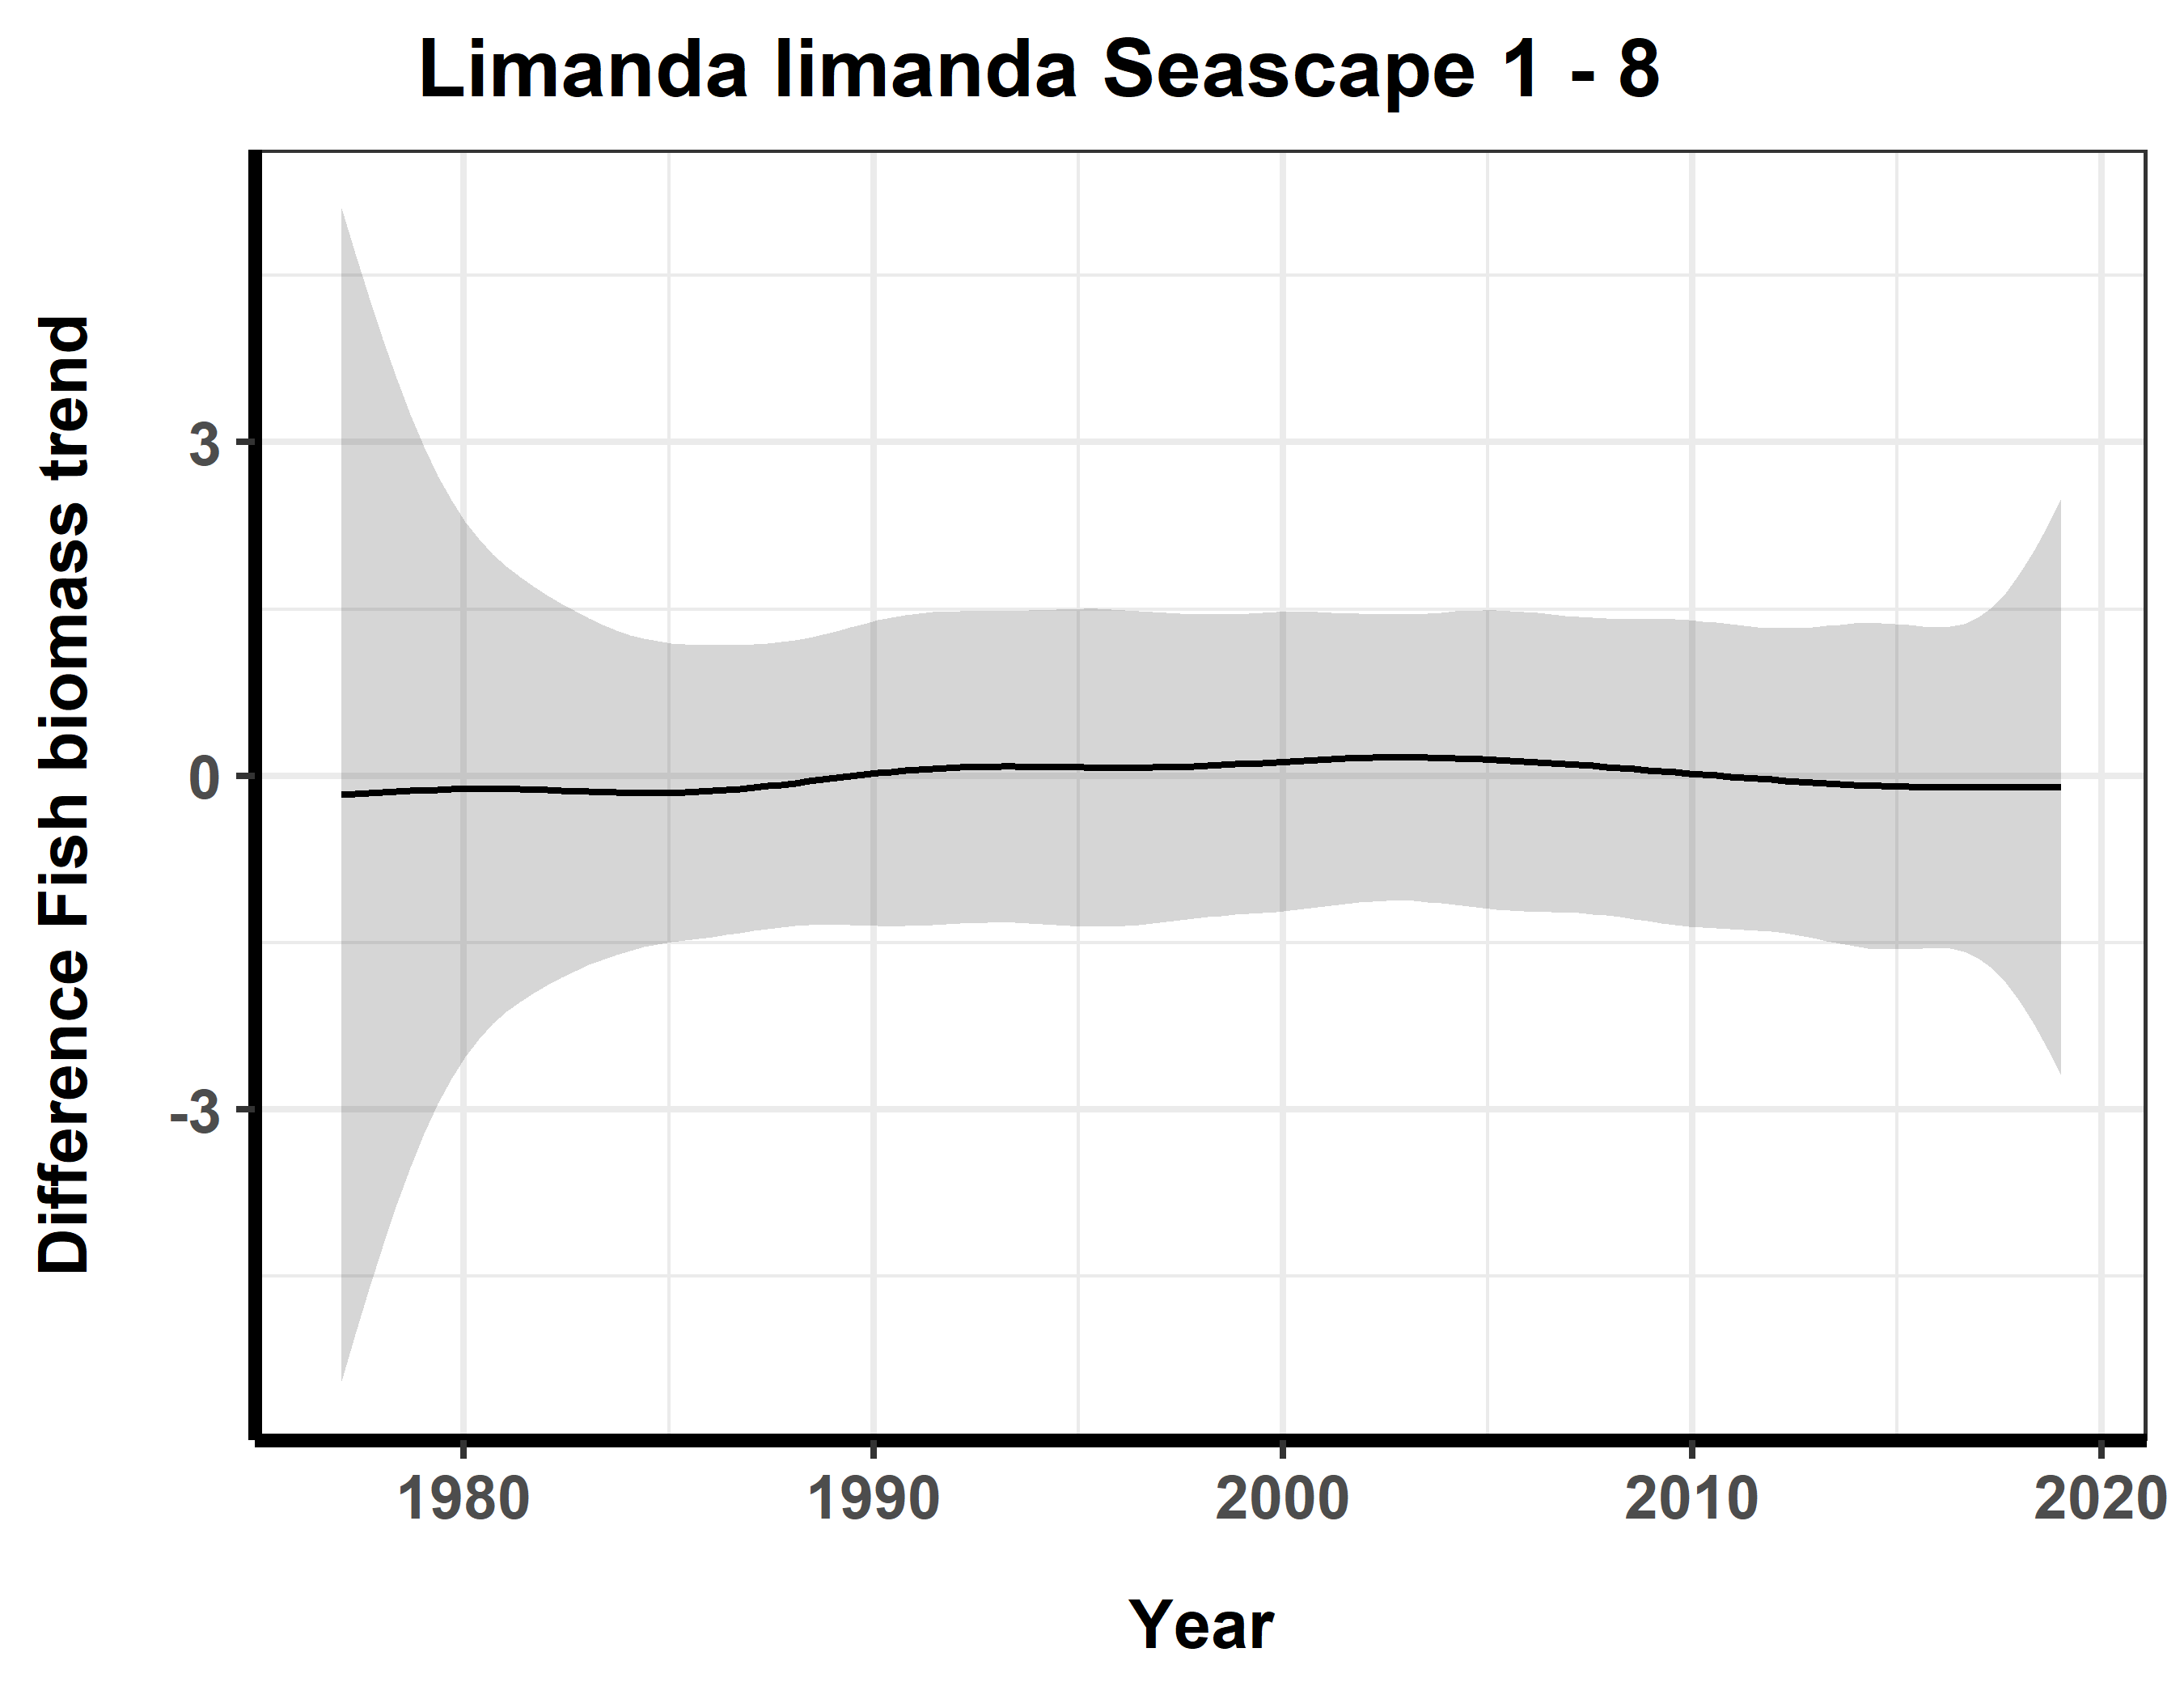 Limanda limanda Seascape 1 - 8
Difference Fish biomass trend
3
0
-3
1980 1990 2000 2010 2020
Year